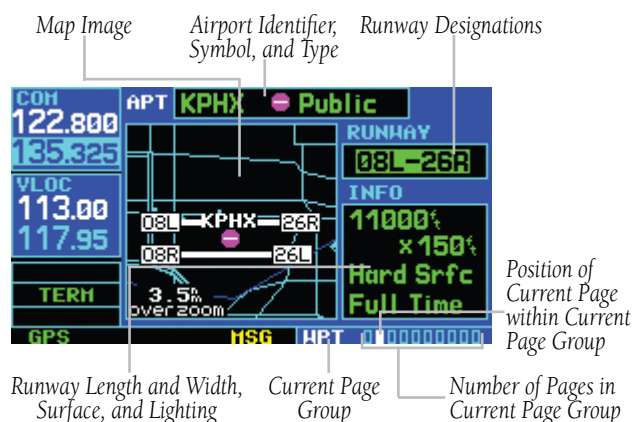 Map Image
Airport Identifier,
Symbol, and Type
Runway Designations
COM
122.800
135.325
VLOC
113.00
117.95
TERM
GPS
APT KPHX Public
RUNWAY
08L-26R
INFO
11000ft
x 150ft
Hard Srfc
Full Time
08L KPHX 26R
08R 26L
3.5nm
overzoom
MSG
WPT
Position of
Current Page
within Current
Page Group
Runway Length and Width,
Surface, and Lighting
Current Page
Group
Number of Pages in
Current Page Group